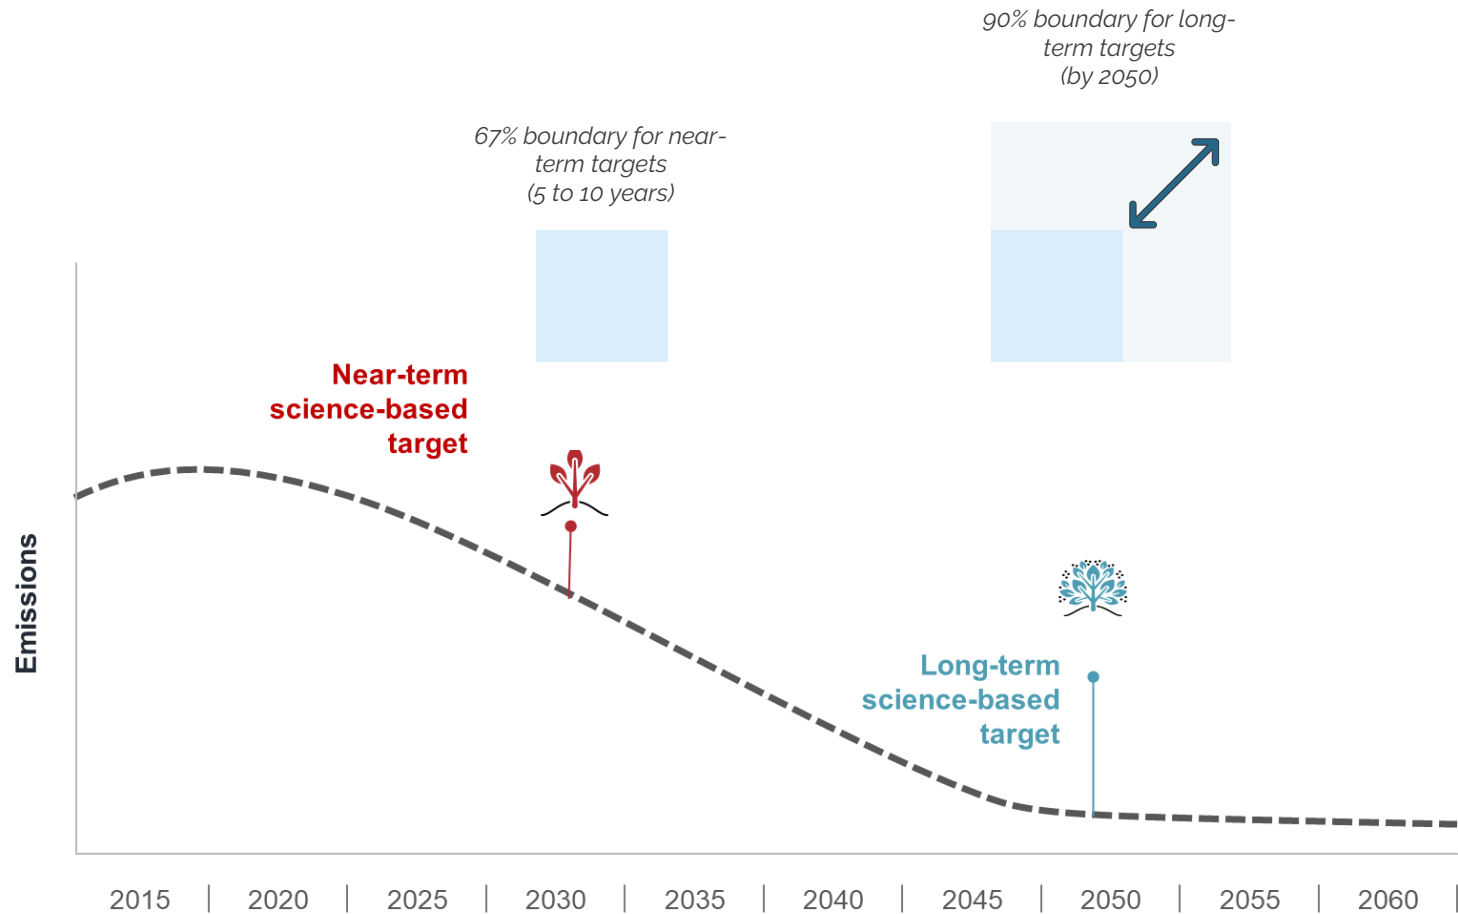 90% boundary for long-
term targets
(by 2050)
67% boundary for near-
term targets
(5 to 10 years)
Near-term
science-based
target
Long-term
science-based
target
Emissions
2015 | 2020 | 2025 | 2030 | 2035 | 2040 | 2045 | 2050 | 2055 | 2060 |